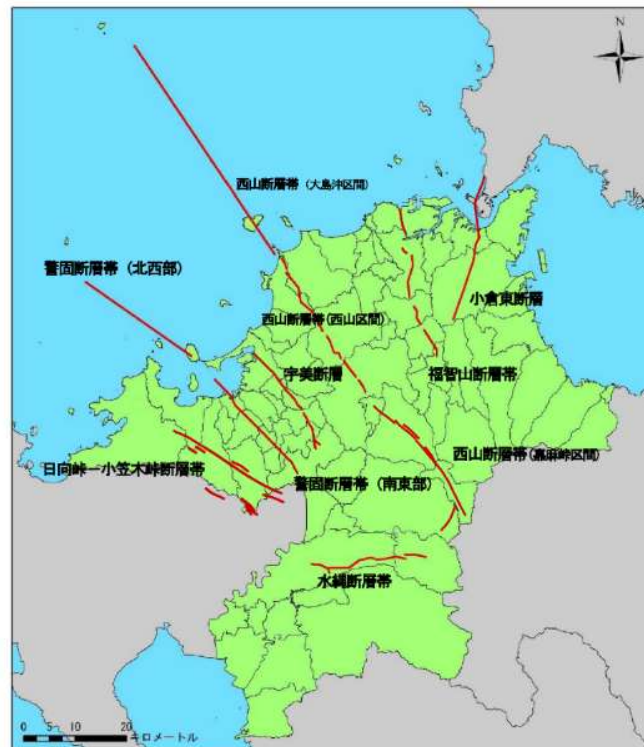 N
西山断層帯(大島沖区間)
警固断層帯(北西部)
小倉東断層
西山断層帯(西山区間)
宇美断層
福智山断層帯
西山断層帯(嘉麻峠区間)
日向峠ー小笠木峠断層帯
警固断層帯(南東部)
水縄断層帯
0 5 10 20
キロメートル